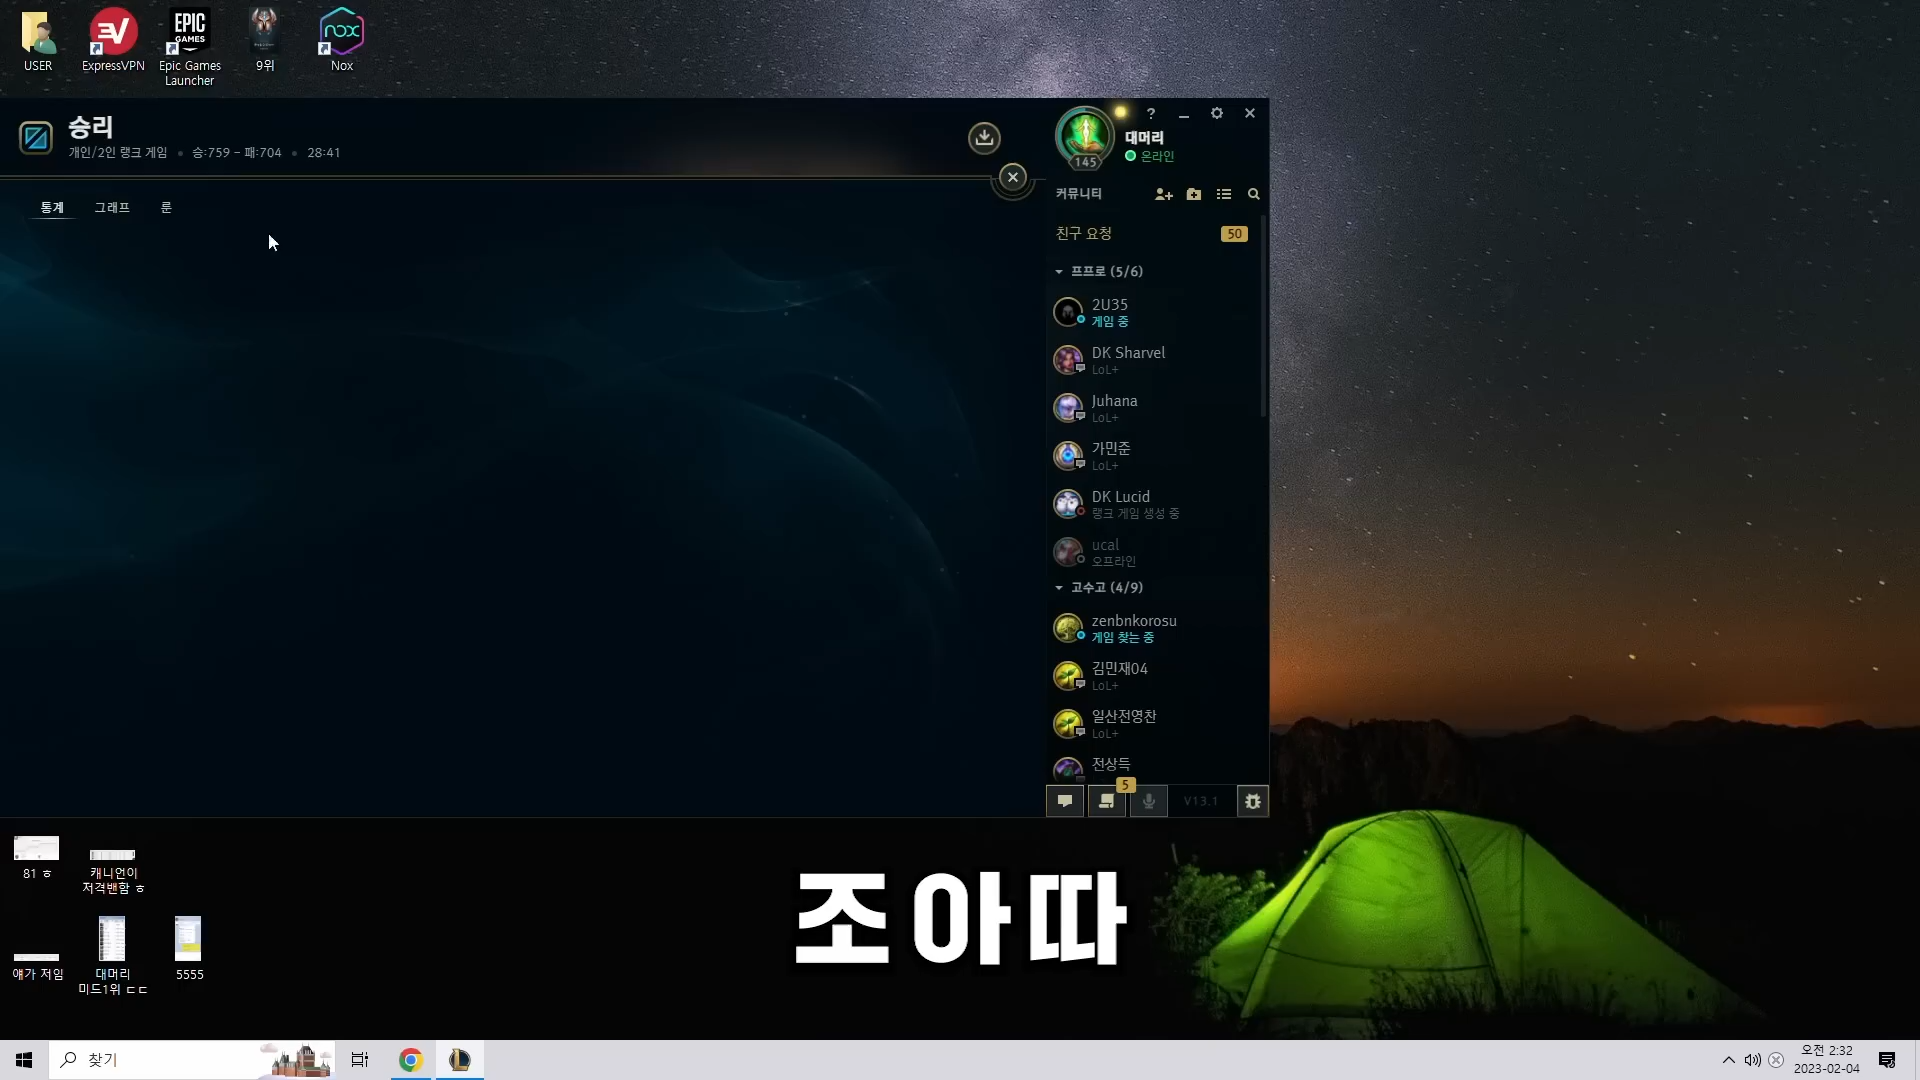 USER
ExpressVPN
EPIC
GAMES
Epic Games
Launcher
9위
nox
Nox
승리
개인/2인 랭크 게임 • 승:759 - 패:704 • 28:41
통계 그래프 룬
145
대머리
온라인
커뮤니티
친구 요청 50
프프로 (5/6)
2U35
게임 중
DK Sharvel
LoL+
Juhana
LoL+
가민준
LoL+
DK Lucid
랭크 게임 생성 중
ucal
오프라인
고수고 (4/9)
zenbnkorosu
게임 찾는 중
김민재04
LoL+
일산전영찬
LoL+
전상득
5
V13.1
81 ㅎ
캐니언이
저격밴함 ㅎ
얘가 저임
대머리
미드1위 ㄷㄷ
5555
조아따
찾기
오전 2:32
2023-02-04